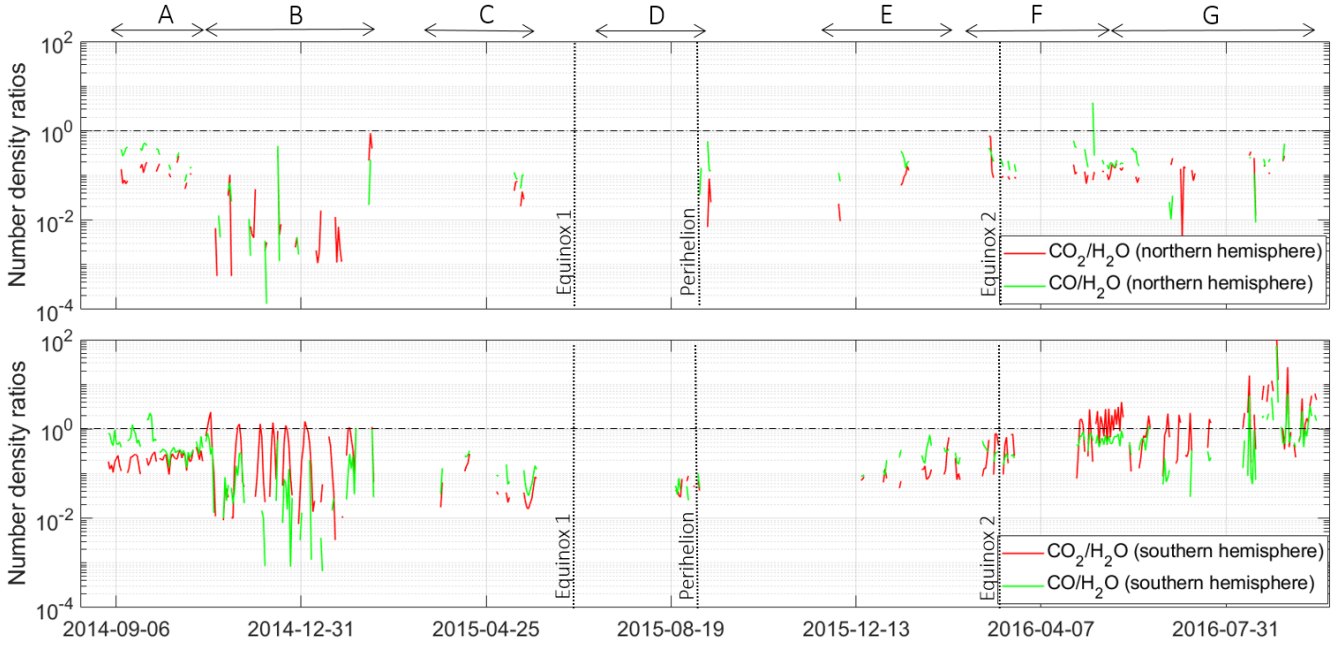 A B C D E F G
10^2
10^0
10^-2
10^-4
Number density ratios
Equinox 1
Perihelion
Equinox 2
CO₂/H₂O (northern hemisphere)
CO/H₂O (northern hemisphere)
10^2
10^0
10^-2
10^-4
Number density ratios
Equinox 1
Perihelion
Equinox 2
CO₂/H₂O (southern hemisphere)
CO/H₂O (southern hemisphere)
2014-09-06 2014-12-31 2015-04-25 2015-08-19 2015-12-13 2016-04-07 2016-07-31